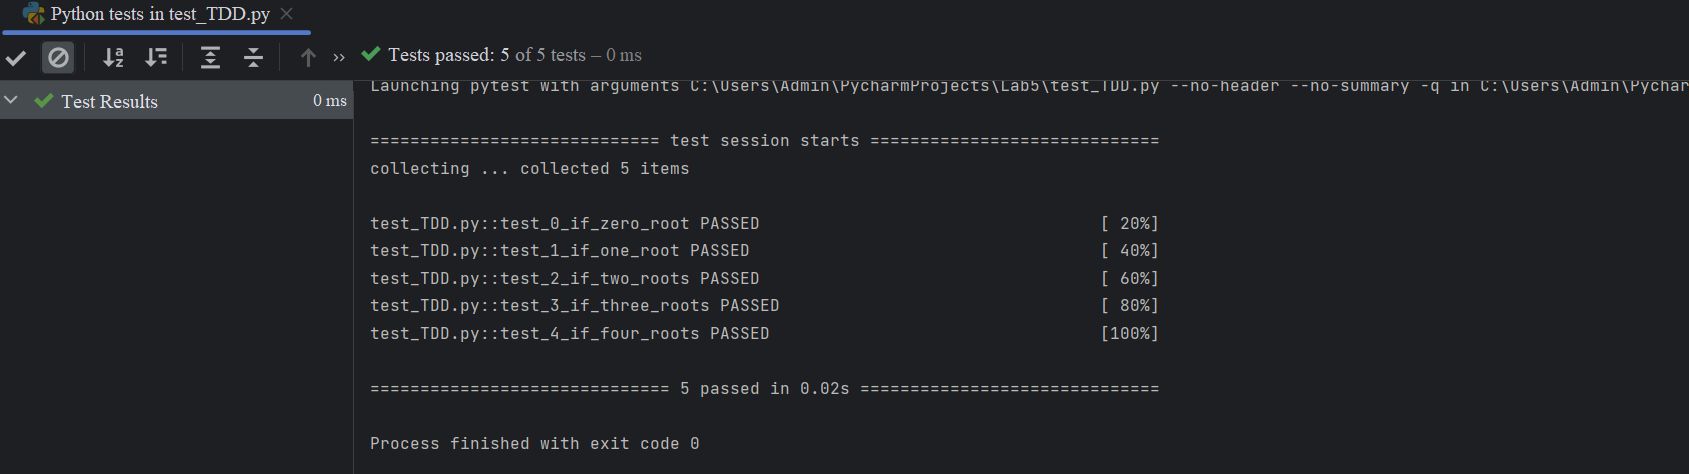 Python tests in test_TDD.py
Tests passed: 5 of 5 tests – 0 ms
Test Results 0 ms
Launching pytest with arguments C:\Users\Admin\PycharmProjects\Lab5\test_TDD.py --no-header --no-summary -q in C:\Users\Admin\Pychar
============================= test session starts =============================
collecting ... collected 5 items
test_TDD.py::test_0_if_zero_root PASSED [ 20%]
test_TDD.py::test_1_if_one_root PASSED [ 40%]
test_TDD.py::test_2_if_two_roots PASSED [ 60%]
test_TDD.py::test_3_if_three_roots PASSED [ 80%]
test_TDD.py::test_4_if_four_roots PASSED [100%]
============================== 5 passed in 0.02s ==============================
Process finished with exit code 0